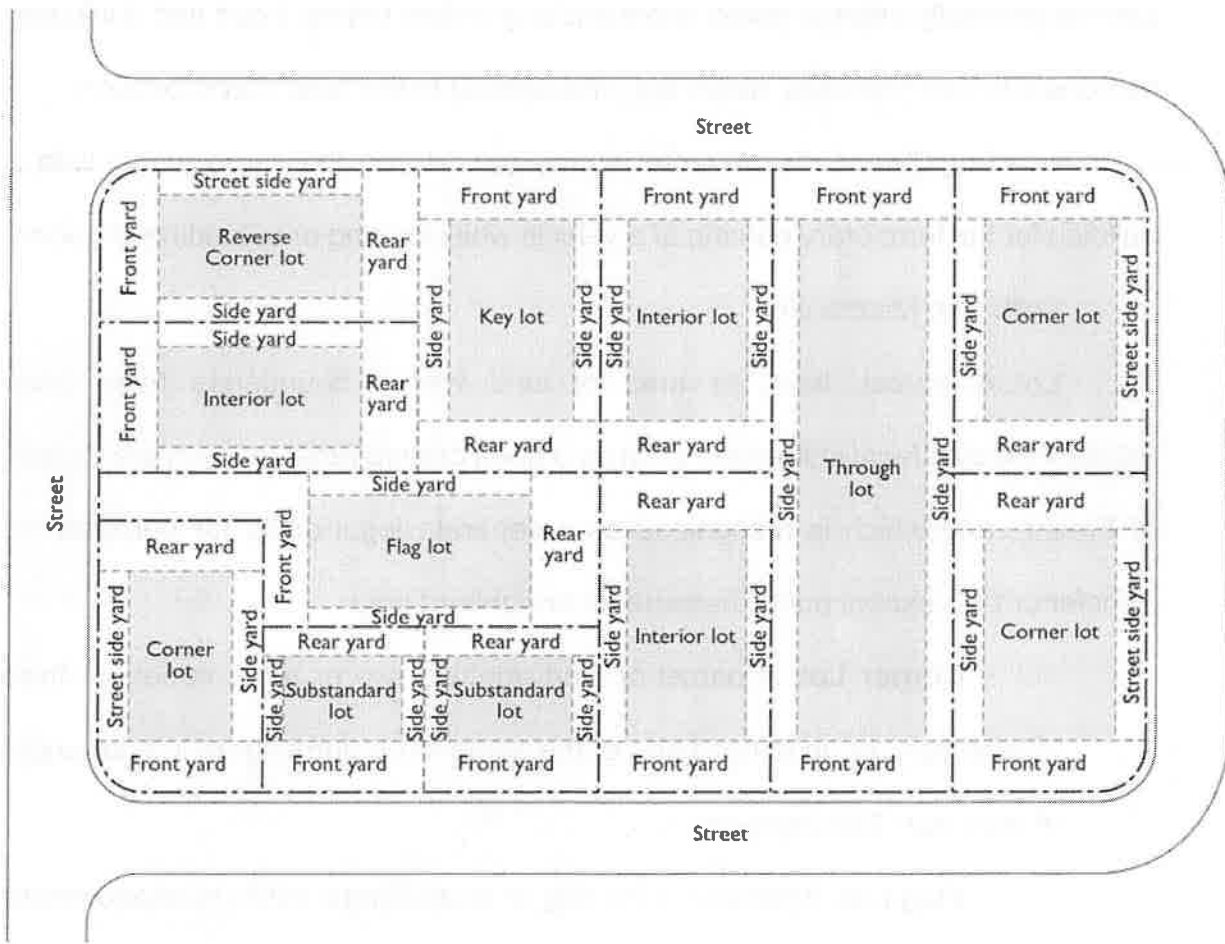 Street
Street side yard
Front yard
Reverse
Corner lot
Rear
yard
Side yard
Front yard
Side yard
Key lot
Side yard
Rear yard
Front yard
Side yard
Interior lot
Side yard
Rear yard
Front yard
Side yard
Through
lot
Side yard
Front yard
Front yard
Side yard
Corner lot
Street side yard
Rear yard
Side yard
Front yard
Interior lot
Rear
yard
Side yard
Street
Side yard
Front yard
Flag lot
Rear
yard
Side yard
Rear yard
Street side yard
Corner
lot
Side yard
Front yard
Rear yard
Side yard
Substandard
lot
Side yard
Front yard
Rear yard
Side yard
Substandard
lot
Side yard
Front yard
Rear yard
Side yard
Interior lot
Side yard
Front yard
Rear yard
Side yard
Corner lot
Street side yard
Front yard
Street